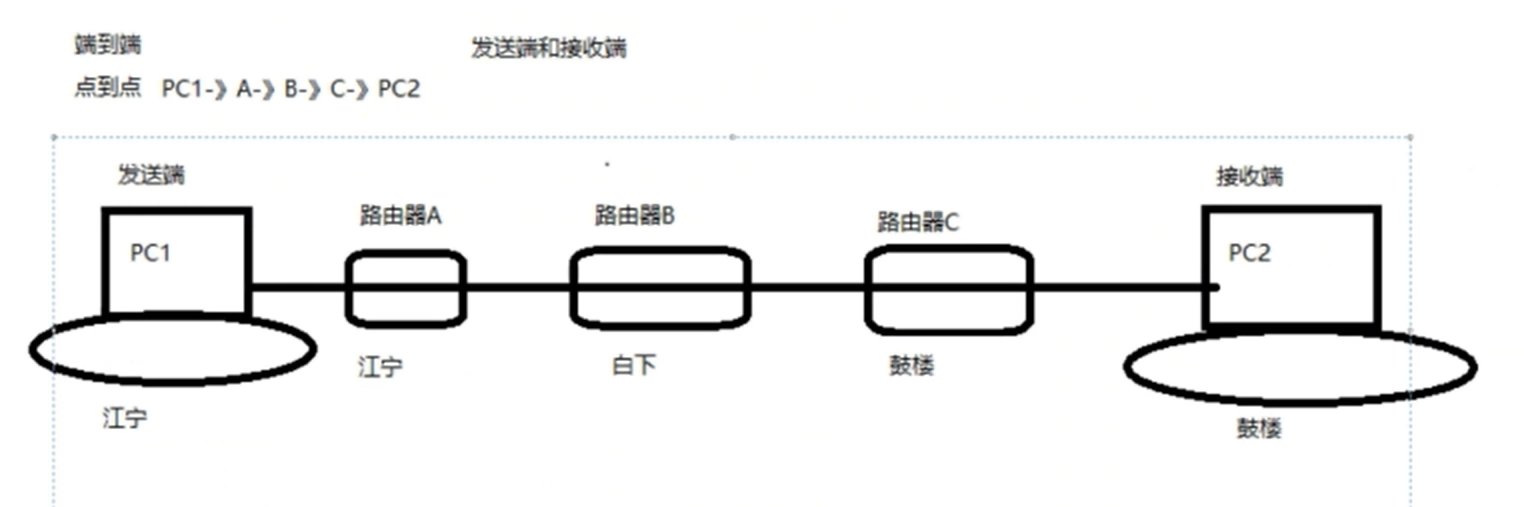 端到端 发送端和接收端
点到点 PC1-》A-》B-》C-》PC2
发送端 接收端
路由器A 路由器B 路由器C
PC1 PC2
江宁 白下 鼓楼
江宁 鼓楼